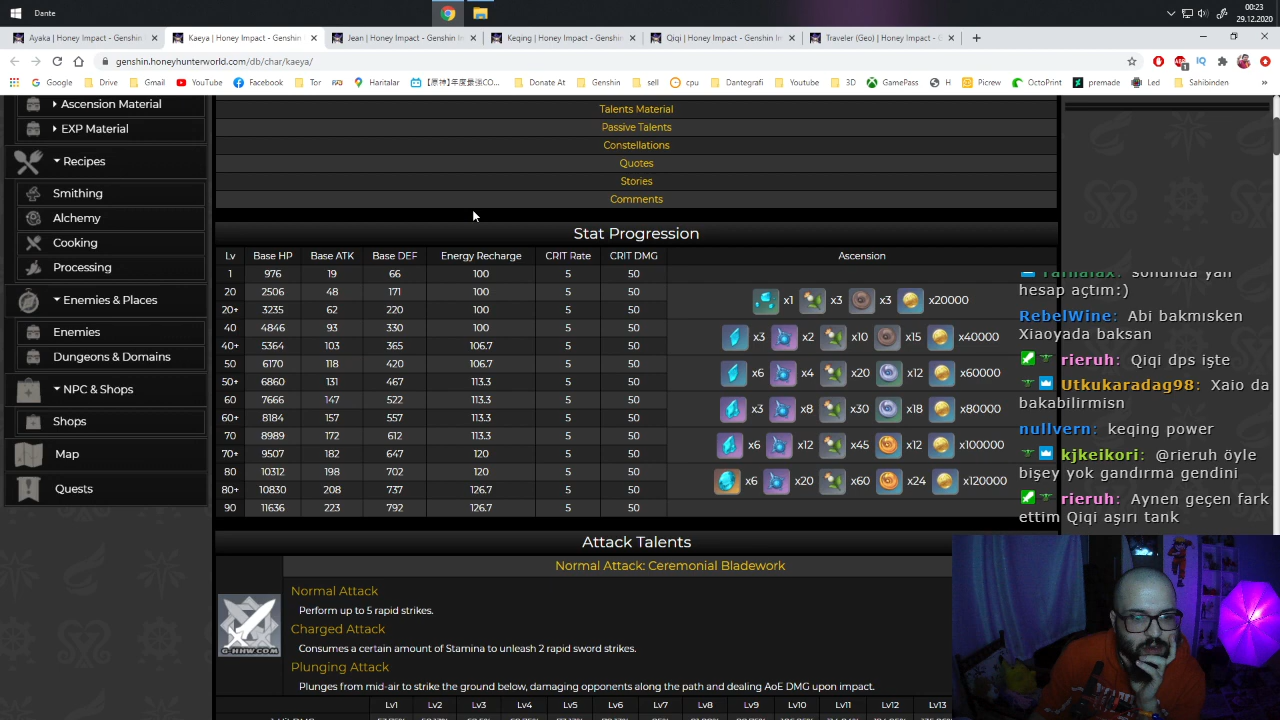 Dante
00:23
29.12.2020
Ayaka | Honey Impact - Genshin
Kaeya | Honey Impact - Genshin
Jean | Honey Impact - Genshin Im
Keqing | Honey Impact - Genshin
Qiqi | Honey Impact - Genshin Im
Traveler (Geo) | Honey Impact - G
genshin.honeyhunterworld.com/db/char/kaeya/
Google Drive Gmail YouTube Facebook Tor rpg Haritalar 【原神】年度最强CO... Donate At Genshin sell cpu Dantegrafi Youtube 3D GamePass H Picrew OctoPrint premade Led Sahibinden
Ascension Material
EXP Material
Recipes
Smithing
Alchemy
Cooking
Processing
Enemies & Places
Enemies
Dungeons & Domains
NPC & Shops
Shops
Map
Quests
Talents Material
Passive Talents
Constellations
Quotes
Stories
Comments
Stat Progression
Lv Base HP Base ATK Base DEF Energy Recharge CRIT Rate CRIT DMG Ascension
1 976 19 66 100 5 50
20 2506 48 171 100 5 50
x1 x3 x3 x20000
20+ 3235 62 220 100 5 50
40 4846 93 330 100 5 50
x3 x2 x10 x15 x40000
40+ 5364 103 365 106.7 5 50
50 6170 118 420 106.7 5 50
x6 x4 x20 x12 x60000
50+ 6860 131 467 113.3 5 50
60 7666 147 522 113.3 5 50
x3 x8 x30 x18 x80000
60+ 8184 157 557 113.3 5 50
70 8989 172 612 113.3 5 50
x6 x12 x45 x12 x100000
70+ 9507 182 647 120 5 50
80 10312 198 702 120 5 50
x6 x20 x60 x24 x120000
80+ 10830 208 737 126.7 5 50
90 11636 223 792 126.7 5 50
Attack Talents
Normal Attack: Ceremonial Bladework
G-HHW.COM
Normal Attack
Perform up to 5 rapid strikes.
Charged Attack
Consumes a certain amount of Stamina to unleash 2 rapid sword strikes.
Plunging Attack
Plunges from mid-air to strike the ground below, damaging opponents along the path and dealing AoE DMG upon impact.
Lv1 Lv2 Lv3 Lv4 Lv5 Lv6 Lv7 Lv8 Lv9 Lv10 Lv11 Lv12 Lv13
hesap açtım:)
RebelWine: Abi bakmısken
Xiaoyada baksan
rieruh: Qiqi dps işte
Utkukaradag98: Xaio da
bakabilirmisn
nullvern: keqing power
kjkeikori: @rieruh öyle
bişey yok gandırma gendini
rieruh: Aynen geçen fark
ettim Qiqi aşırı tank